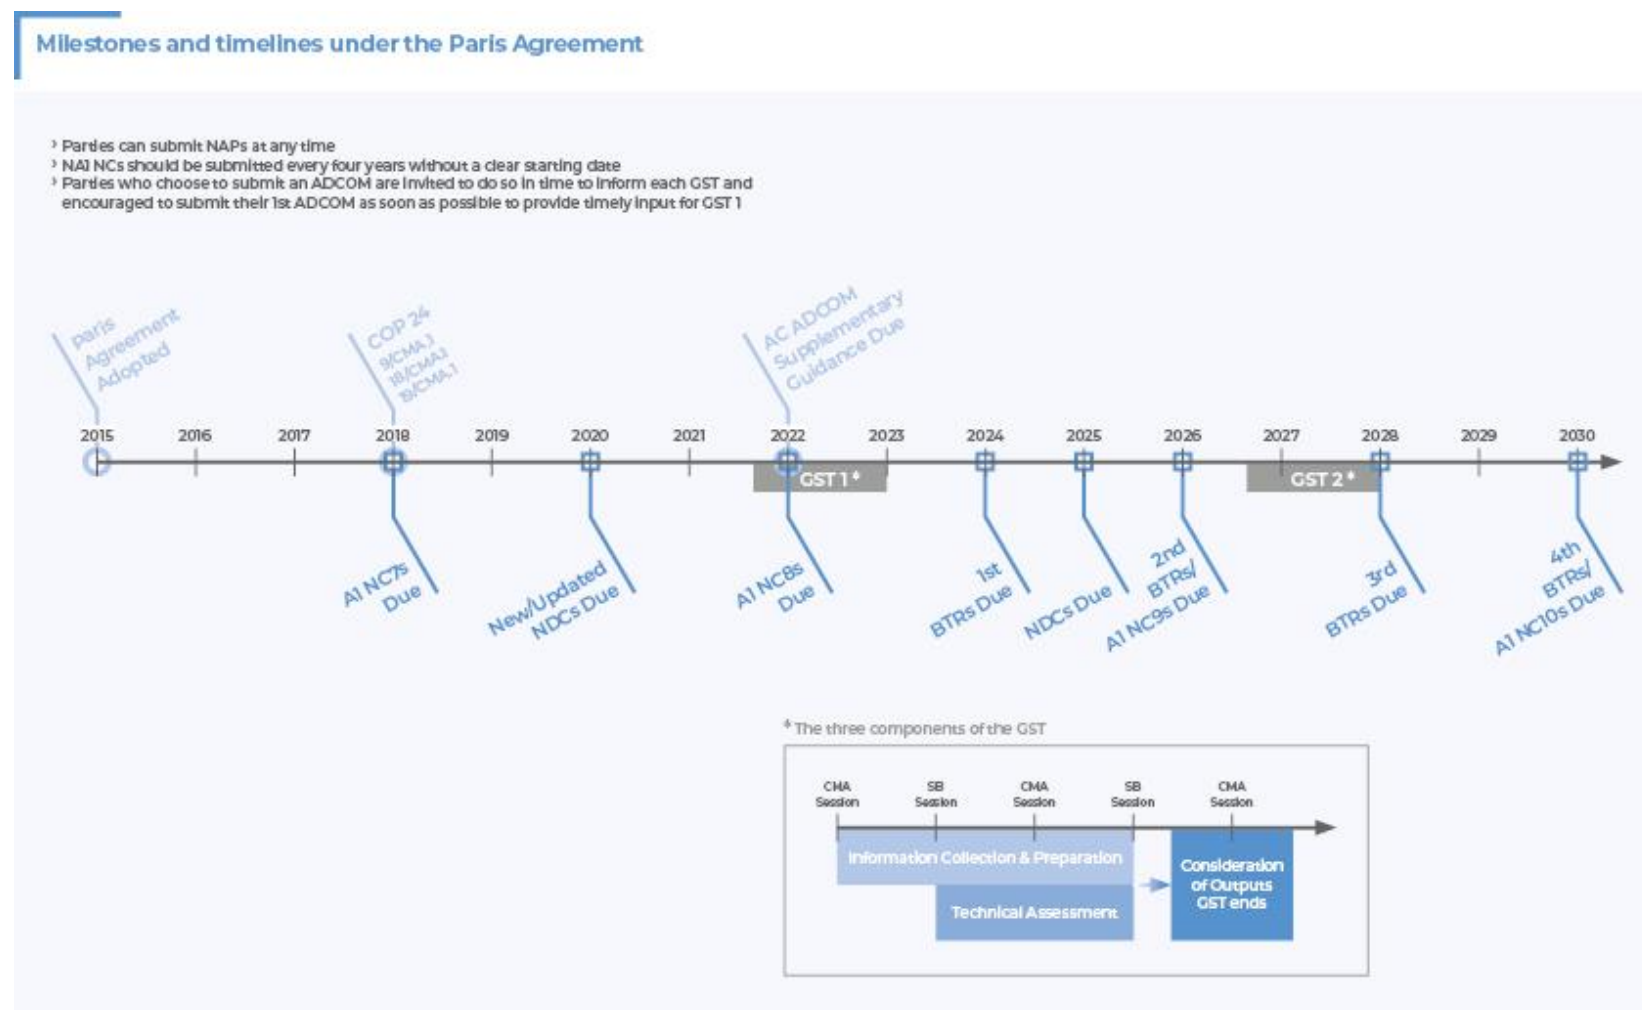 Milestones and timelines under the Paris Agreement
› Parties can submit NAPs at any time
› NA1 NCs should be submitted every four years without a clear starting date
› Parties who choose to submit an ADCOM are invited to do so in time to inform each GST and
encouraged to submit their 1st ADCOM as soon as possible to provide timely input for GST 1
paris
Agreement
Adopted
COP 24
9/CMA.1
18/CMA.1
19/CMA.1
AC ADCOM
Supplementary
Guidance Due
2015 2016 2017 2018 2019 2020 2021 2022 2023 2024 2025 2026 2027 2028 2029 2030
GST 1 * GST 2 *
A1 NC7s
Due
New/Updated
NDCs Due
A1 NC8s
Due
1st
BTRs Due
NDCs Due
2nd
BTRs/
A1 NC9s Due
3rd
BTRs Due
4th
BTRs/
A1 NC10s Due
* The three components of the GST
CMA
Session
SB
Session
CMA
Session
SB
Session
CMA
Session
Information Collection & Preparation
Technical Assessment
Consideration
of Outputs
GST ends